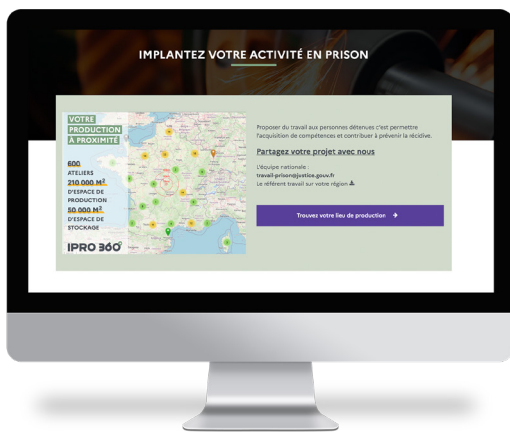 IMPLANTEZ VOTRE ACTIVITÉ EN PRISON
VOTRE
PRODUCTION
À PROXIMITÉ
600
ATELIERS
210 000 M²
D'ESPACE DE
PRODUCTION
50 000 M²
D'ESPACE DE
STOCKAGE
IPRO 360°
Proposer du travail aux personnes détenues c'est permettre
l'acquisition de compétences et contribuer à prévenir la récidive.
Partagez votre projet avec nous
L'équipe nationale :
travail-prison@justice.gouv.fr
Le référent travail sur votre région
Trouvez votre lieu de production